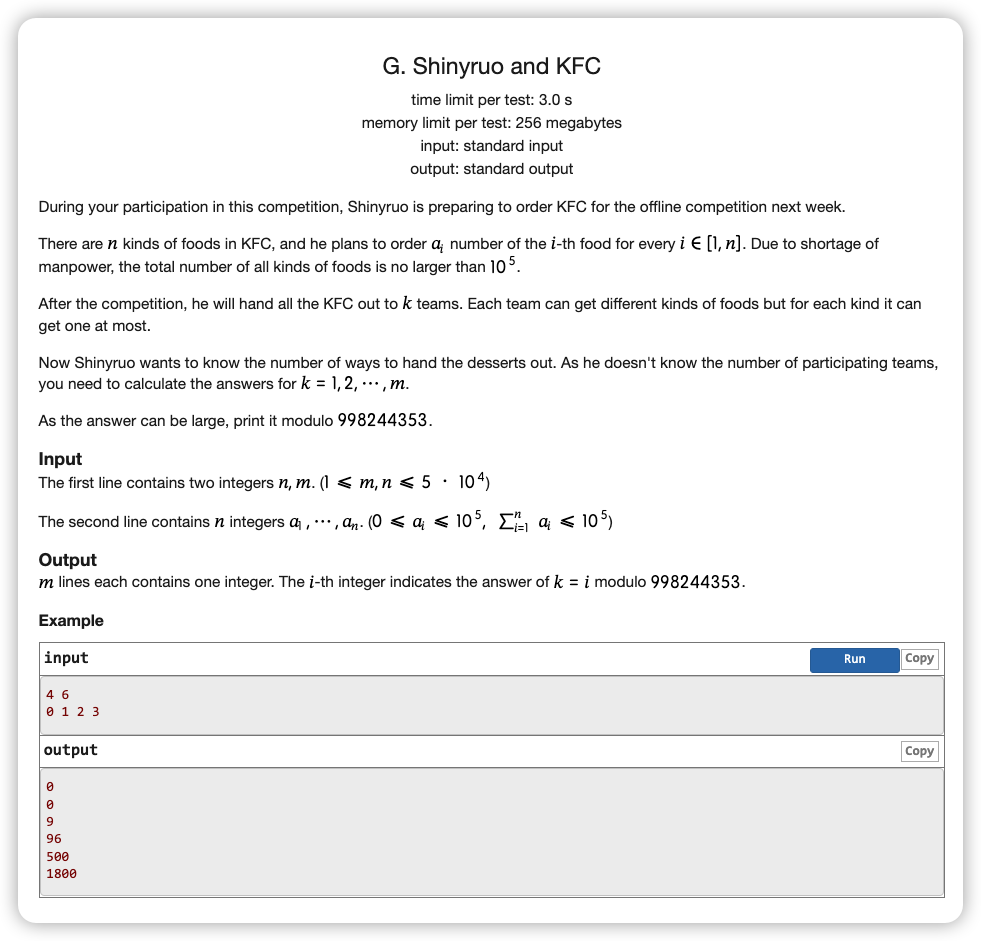 G. Shinyruo and KFC
time limit per test: 3.0 s
memory limit per test: 256 megabytes
input: standard input
output: standard output
During your participation in this competition, Shinyruo is preparing to order KFC for the offline competition next week.
There are n kinds of foods in KFC, and he plans to order a_i number of the i-th food for every i ∈ [1, n]. Due to shortage of
manpower, the total number of all kinds of foods is no larger than 10^5.
After the competition, he will hand all the KFC out to k teams. Each team can get different kinds of foods but for each kind it can
get one at most.
Now Shinyruo wants to know the number of ways to hand the desserts out. As he doesn't know the number of participating teams,
you need to calculate the answers for k = 1, 2, ⋯, m.
As the answer can be large, print it modulo 998244353.
Input
The first line contains two integers n, m. (1 ⩽ m, n ⩽ 5 · 10^4)
The second line contains n integers a_1, ⋯, a_n. (0 ⩽ a_i ⩽ 10^5, ∑_{i=1}^n a_i ⩽ 10^5)
Output
m lines each contains one integer. The i-th integer indicates the answer of k = i modulo 998244353.
Example
input Run Copy
4 6
0 1 2 3
output Copy
0
0
9
96
500
1800